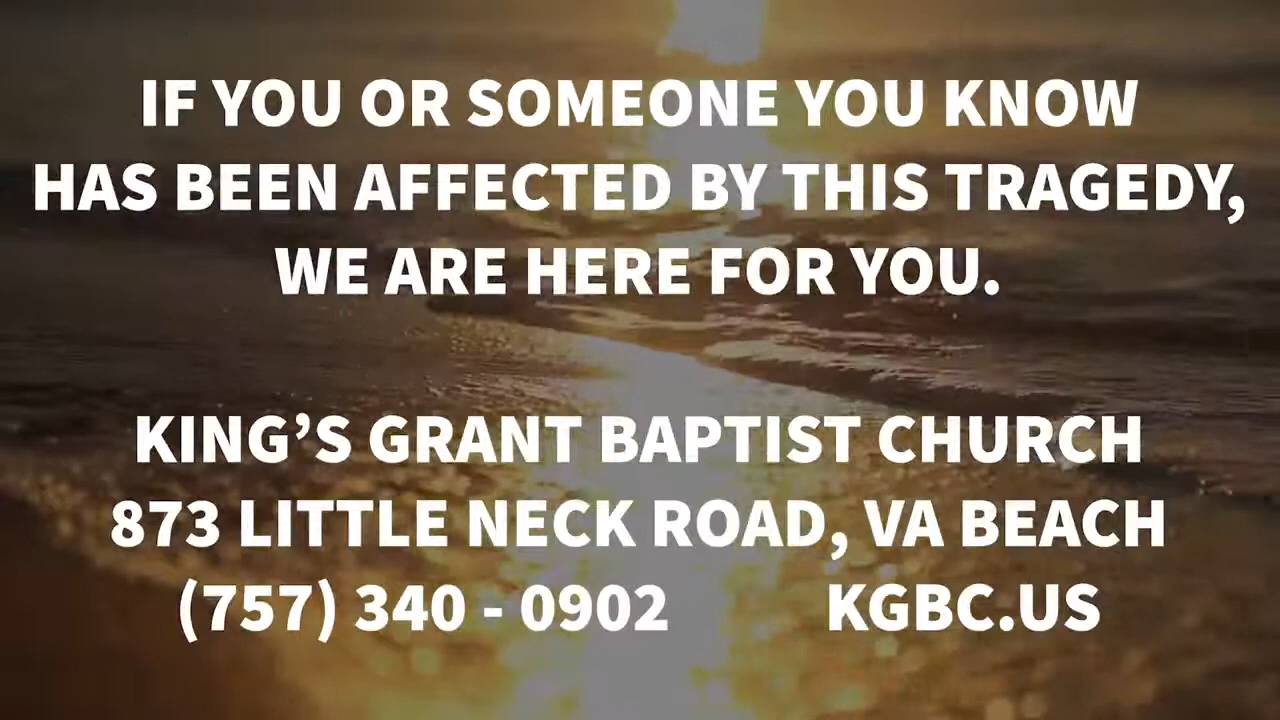 IF YOU OR SOMEONE YOU KNOW
HAS BEEN AFFECTED BY THIS TRAGEDY,
WE ARE HERE FOR YOU.
KING’S GRANT BAPTIST CHURCH
873 LITTLE NECK ROAD, VA BEACH
(757) 340 - 0902 KGBC.US